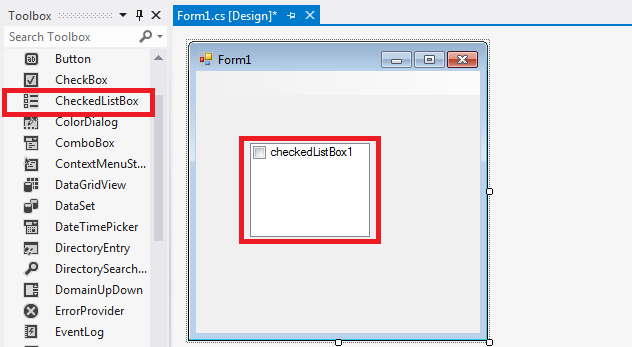 Toolbox
Form1.cs [Design]*
Search Toolbox
Button
CheckBox
CheckedListBox
ColorDialog
ComboBox
ContextMenuSt...
DataGridView
DataSet
DateTimePicker
DirectoryEntry
DirectorySearch...
DomainUpDown
ErrorProvider
EventLog
Form1
checkedListBox1